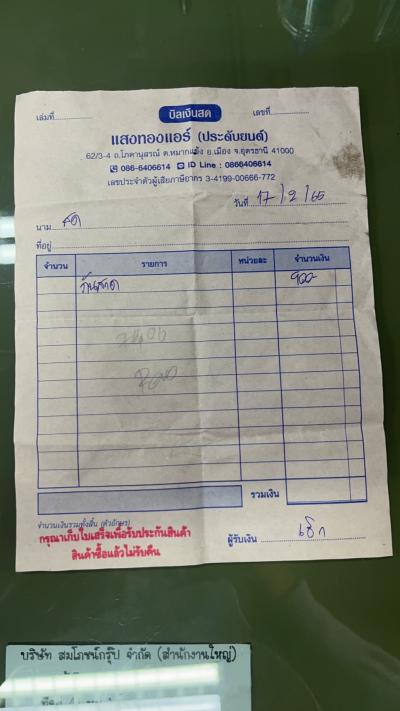 บิลเงินสด
เล่มที่ เลขที่
แสงทองแอร์ (ประดับยนต์)
62/3-4 ถ.โภคานุสรณ์ ต.หมากแข้ง อ.เมือง จ.อุดรธานี 41000
086-6406614 ID Line : 0866406614
เลขประจำตัวผู้เสียภาษีอากร 3-4199-00666-772
วันที่ 17/2/65
นาม สด
ที่อยู่
จำนวน รายการ หน่วยละ จำนวนเงิน
กันสาด 900-
รวมเงิน
จำนวนเงินรวมทั้งสิ้น (ตัวอักษร)
กรุณาเก็บใบเสร็จเพื่อรับประกันสินค้า
สินค้าซื้อแล้วไม่รับคืน
ผู้รับเงิน
บริษัท สมโภชน์กรุ๊ป จำกัด (สำนักงานใหญ่)